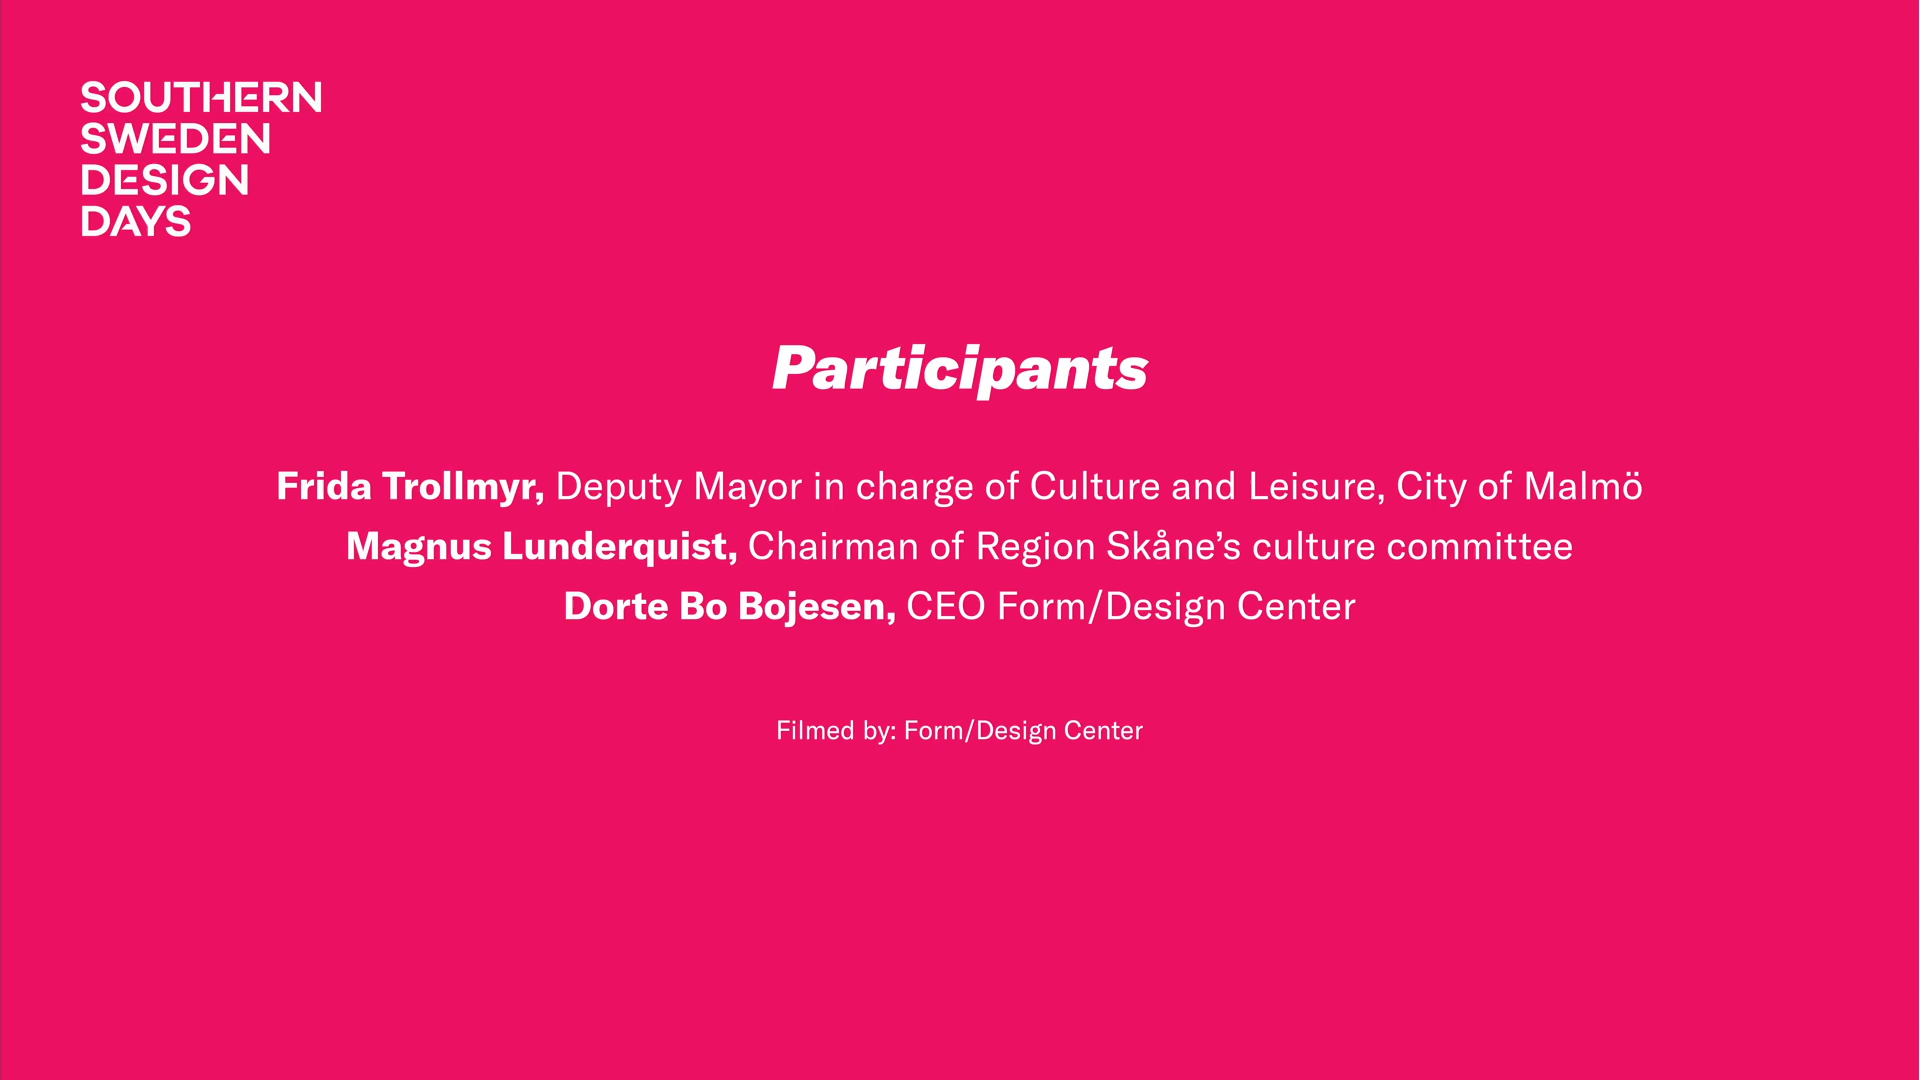 SOUTHERN
SWEDEN
DESIGN
DAYS
Participants
Frida Trollmyr, Deputy Mayor in charge of Culture and Leisure, City of Malmö
Magnus Lunderquist, Chairman of Region Skåne’s culture committee
Dorte Bo Bojesen, CEO Form/Design Center
Filmed by: Form/Design Center